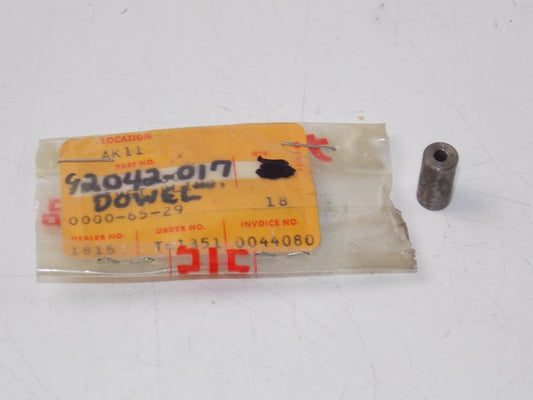 LOCATION
AK11
PART NO.
QTY.
92042-017
DOWEL
0000-65-29 18
DEALER NO. ORDER NO. INVOICE NO.
1815 T61351 0044080